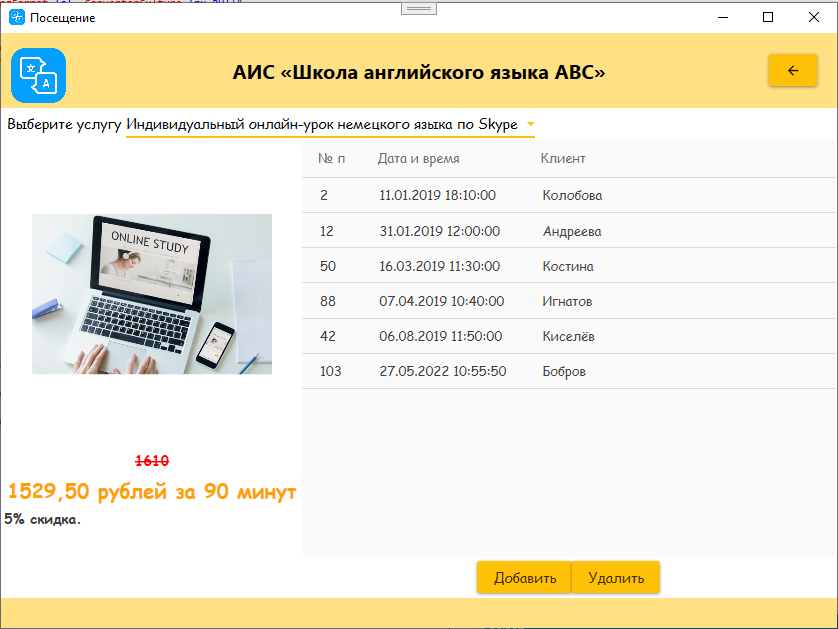 Посещение
АИС «Школа английского языка ABC»
Выберите услугу Индивидуальный онлайн-урок немецкого языка по Skype
№ п Дата и время Клиент
2 11.01.2019 18:10:00 Колобова
12 31.01.2019 12:00:00 Андреева
50 16.03.2019 11:30:00 Костина
88 07.04.2019 10:40:00 Игнатов
42 06.08.2019 11:50:00 Киселёв
103 27.05.2022 10:55:50 Бобров
ONLINE STUDY
1610
1529,50 рублей за 90 минут
5% скидка.
Добавить Удалить